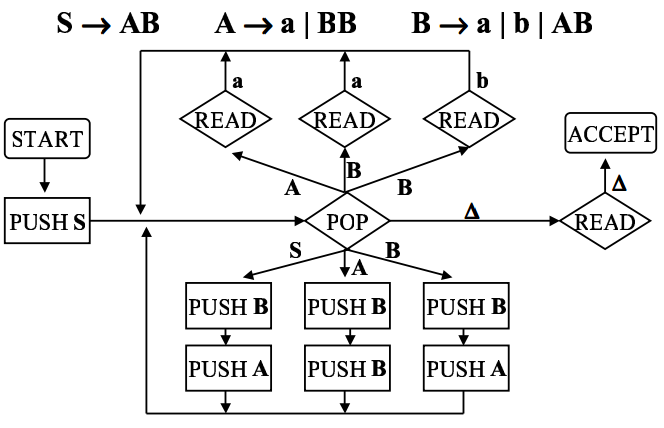 S → AB A → a | BB B → a | b | AB
a a b
READ READ READ
START ACCEPT
A B B Δ
PUSH S POP Δ READ
S A B
PUSH B PUSH B PUSH B
PUSH A PUSH B PUSH A